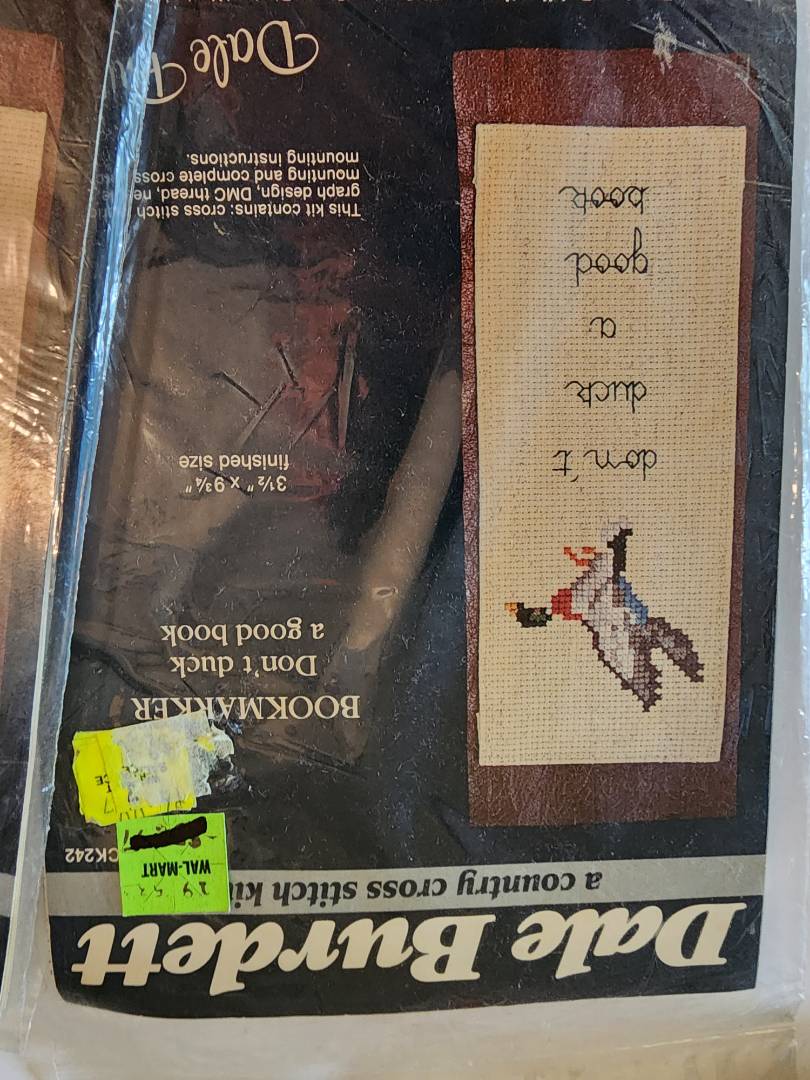 Dale Burdett
a country cross stitch kit
CK242
WAL-MART
BOOKMARKER
Don't duck
a good book
3½" x 9¾"
finished size
This kit contains: cross stitch
graph design, DMC thread,
mounting and complete cross
mounting instructions.
Dale
don't
duck
a
good
book